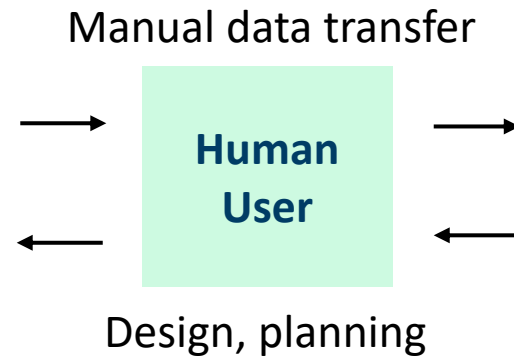 Manual data transfer
Human
User
Design, planning